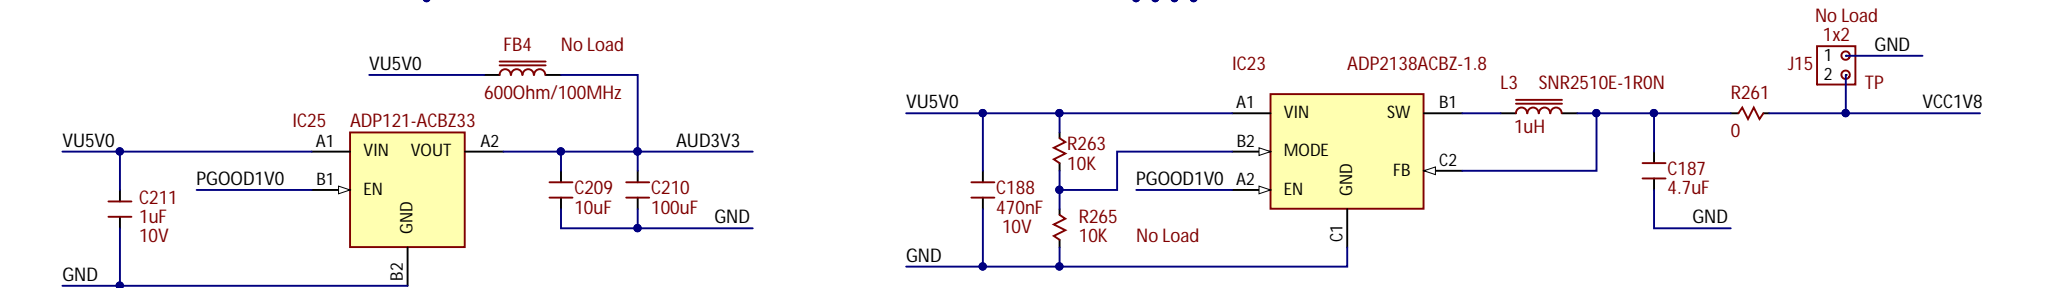 FB4 No Load
VU5V0
600Ohm/100MHz
IC25 ADP121-ACBZ33
VU5V0 A1 VIN VOUT A2 AUD3V3
PGOOD1V0 B1 EN
GND
C211
1uF
10V
C209
10uF
C210
100uF
GND
GND
B2
No Load
1x2
1 GND
J15
2 TP
IC23 ADP2138ACBZ-1.8
L3 SNR2510E-1R0N
VU5V0 A1 VIN SW B1
1uH
R261
0
VCC1V8
R263
10K
B2 MODE
C2 FB
PGOOD1V0 A2 EN
GND
C188
470nF
10V
R265
10K No Load
C187
4.7uF
GND
C1
GND